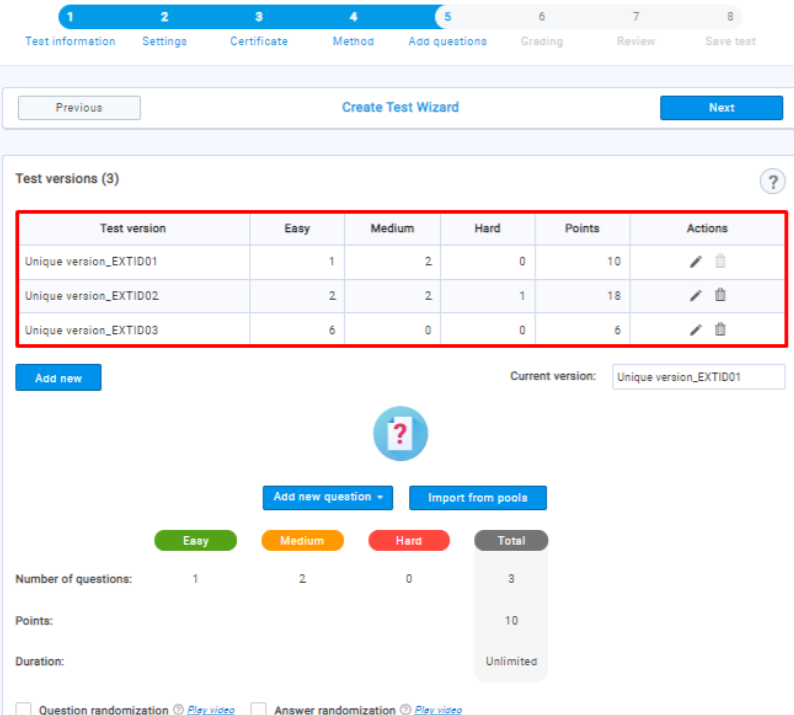 1 2 3 4 5 6 7 8
Test information Settings Certificate Method Add questions Grading Review Save test
Previous Create Test Wizard Next
Test versions (3) ?
Test version Easy Medium Hard Points Actions
Unique version_EXTID01 1 2 0 10
Unique version_EXTID02 2 2 1 18
Unique version_EXTID03 6 0 0 6
Add new Current version: Unique version_EXTID01
?
Add new question Import from pools
Easy Medium Hard Total
Number of questions: 1 2 0 3
Points: 10
Duration: Unlimited
Question randomization ? Play video Answer randomization ? Play video